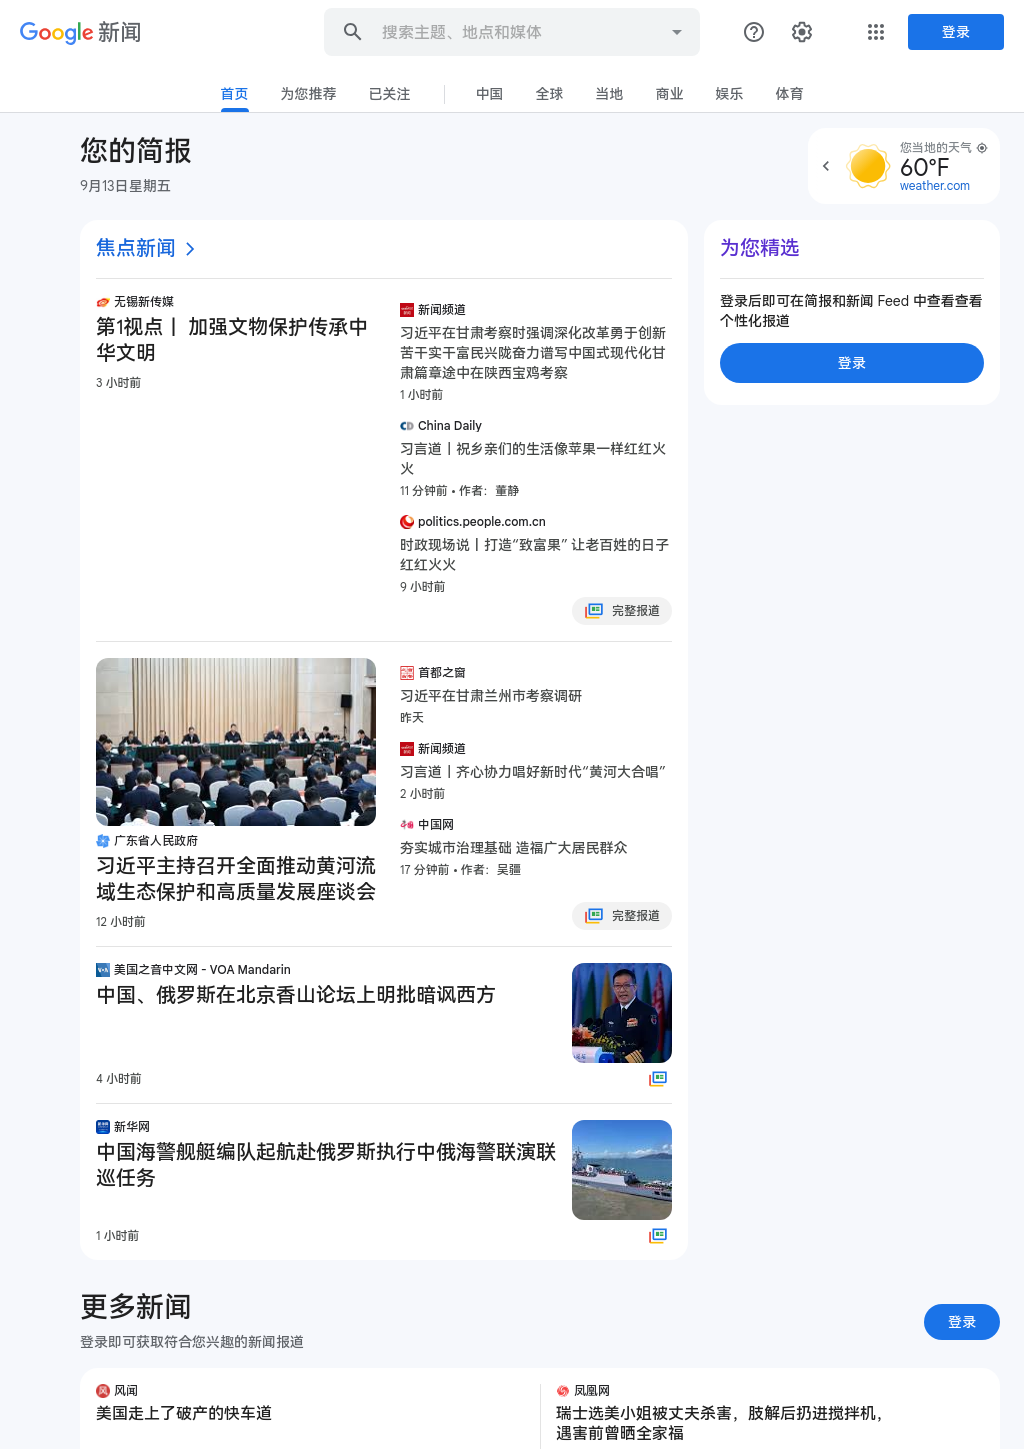 Google 新闻
搜索主题、地点和媒体
登录
首页 为您推荐 已关注 中国 全球 当地 商业 娱乐 体育
您的简报
9月13日星期五
您当地的天气
60°F
weather.com
焦点新闻
无锡新传媒
第1视点丨 加强文物保护传承中
华文明
3 小时前
新闻频道
习近平在甘肃考察时强调深化改革勇于创新
苦干实干富民兴陇奋力谱写中国式现代化甘
肃篇章途中在陕西宝鸡考察
1 小时前
China Daily
习言道丨祝乡亲们的生活像苹果一样红红火
火
11 分钟前 • 作者：董静
politics.people.com.cn
时政现场说丨打造“致富果” 让老百姓的日子
红红火火
9 小时前
完整报道
为您精选
登录后即可在简报和新闻 Feed 中查看查看
个性化报道
登录
广东省人民政府
习近平主持召开全面推动黄河流
域生态保护和高质量发展座谈会
12 小时前
首都之窗
习近平在甘肃兰州市考察调研
昨天
新闻频道
习言道丨齐心协力唱好新时代“黄河大合唱”
2 小时前
中国网
夯实城市治理基础 造福广大居民群众
17 分钟前 • 作者：吴疆
完整报道
美国之音中文网 - VOA Mandarin
中国、俄罗斯在北京香山论坛上明批暗讽西方
4 小时前
新华网
中国海警舰艇编队起航赴俄罗斯执行中俄海警联演联
巡任务
1 小时前
更多新闻
登录即可获取符合您兴趣的新闻报道
登录
风闻
美国走上了破产的快车道
凤凰网
瑞士选美小姐被丈夫杀害，肢解后扔进搅拌机，
遇害前曾晒全家福